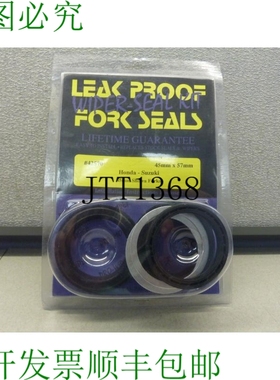 图必究
LEAK PROOF
WIPER-SEAL KIT
FORK SEALS
LIFETIME GUARANTEE
45mm x 57mm
Honda - Suzuki
JTT1368
开发票顺丰包邮